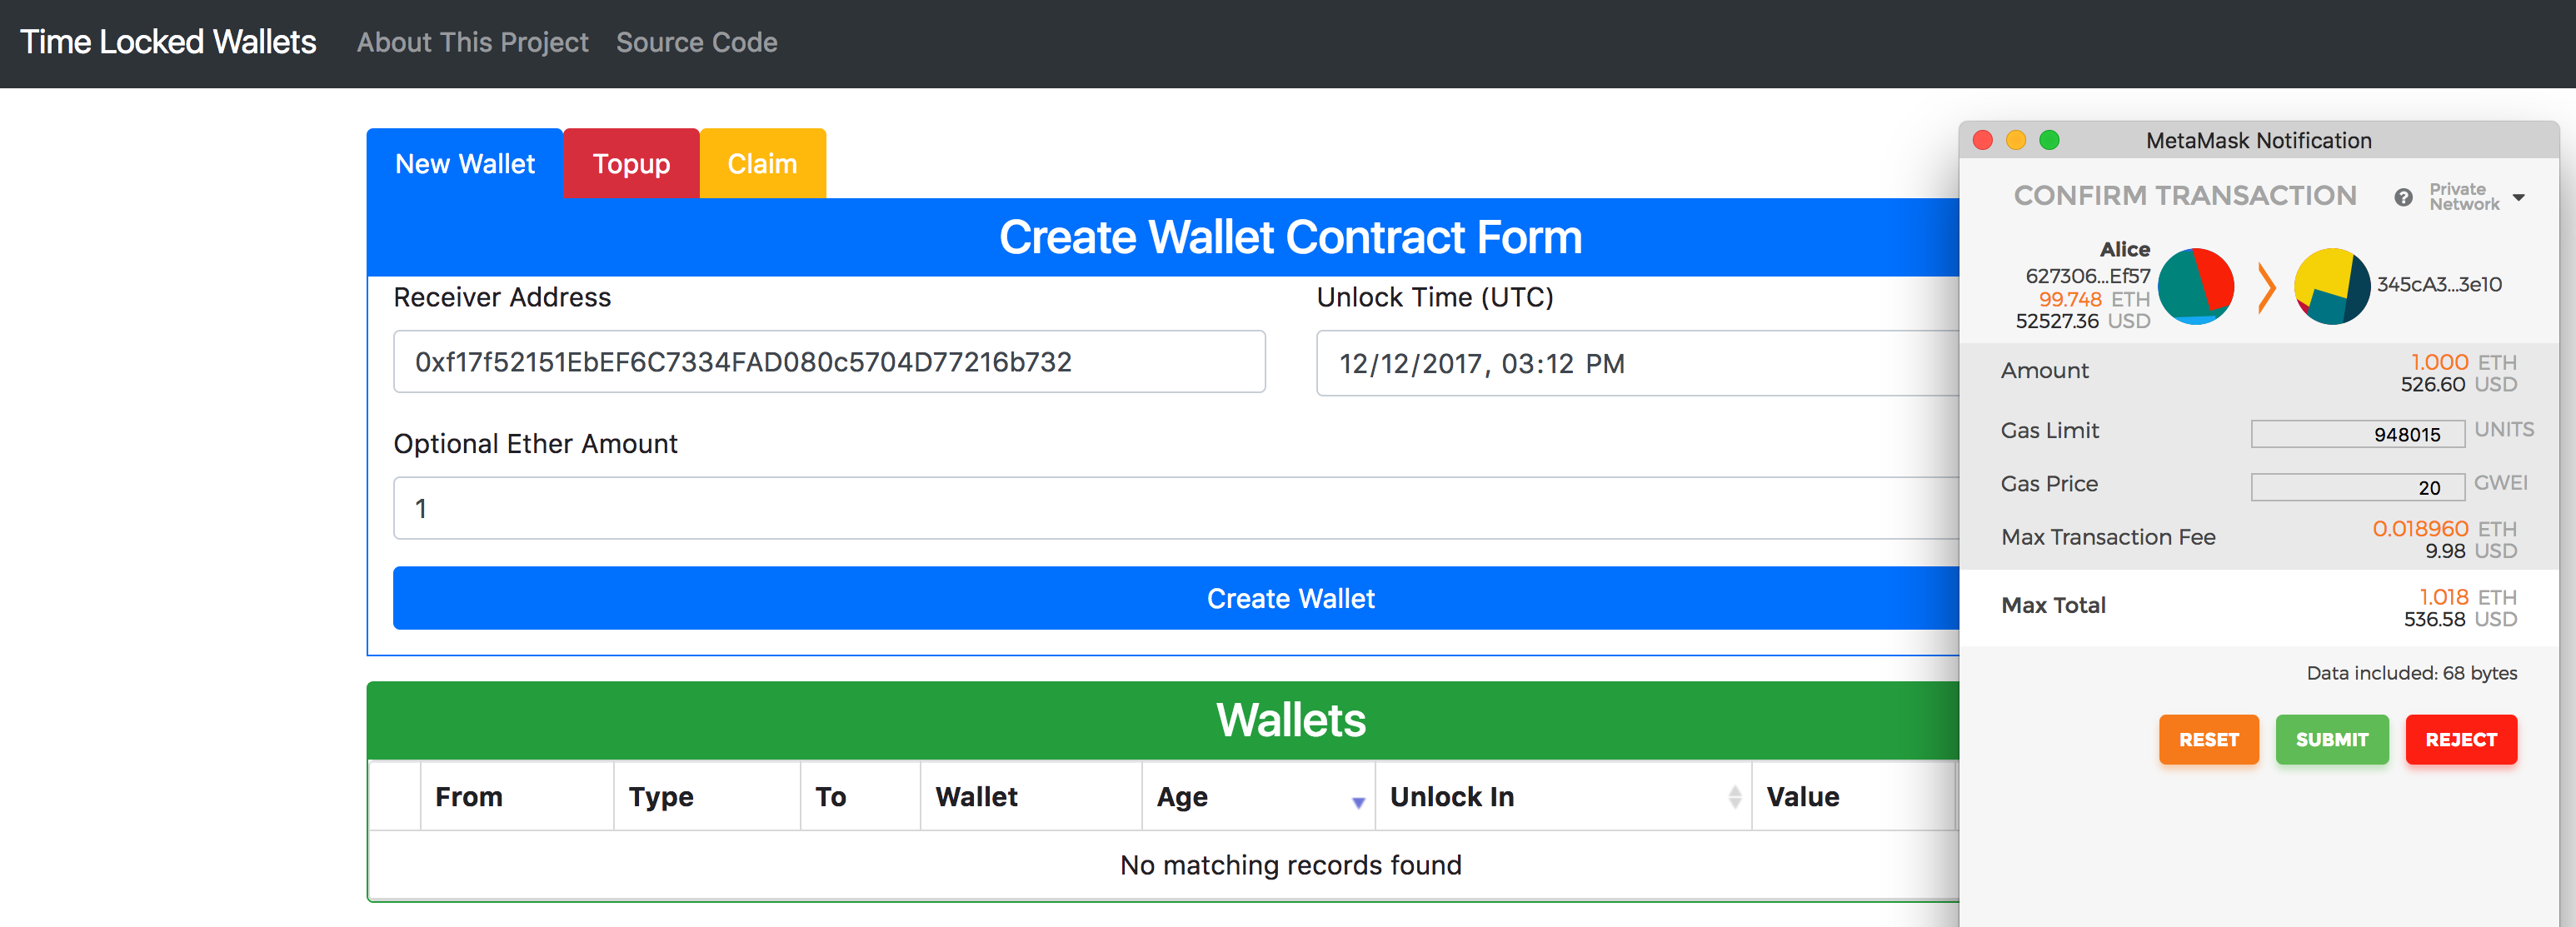 Time Locked Wallets About This Project Source Code
New Wallet Topup Claim
Create Wallet Contract Form
Receiver Address Unlock Time (UTC)
0xf17f52151EbEF6C7334FAD080c5704D77216b732 12/12/2017, 03:12 PM
Optional Ether Amount
1
Create Wallet
Wallets
From Type To Wallet Age Unlock In Value
No matching records found
MetaMask Notification
CONFIRM TRANSACTION ? Private
Network
Alice
627306...Ef57
99.748 ETH
52527.36 USD
345cA3...3e10
Amount 1.000 ETH
526.60 USD
Gas Limit 948015 UNITS
Gas Price 20 GWEI
Max Transaction Fee 0.018960 ETH
9.98 USD
Max Total 1.018 ETH
536.58 USD
Data included: 68 bytes
RESET SUBMIT REJECT